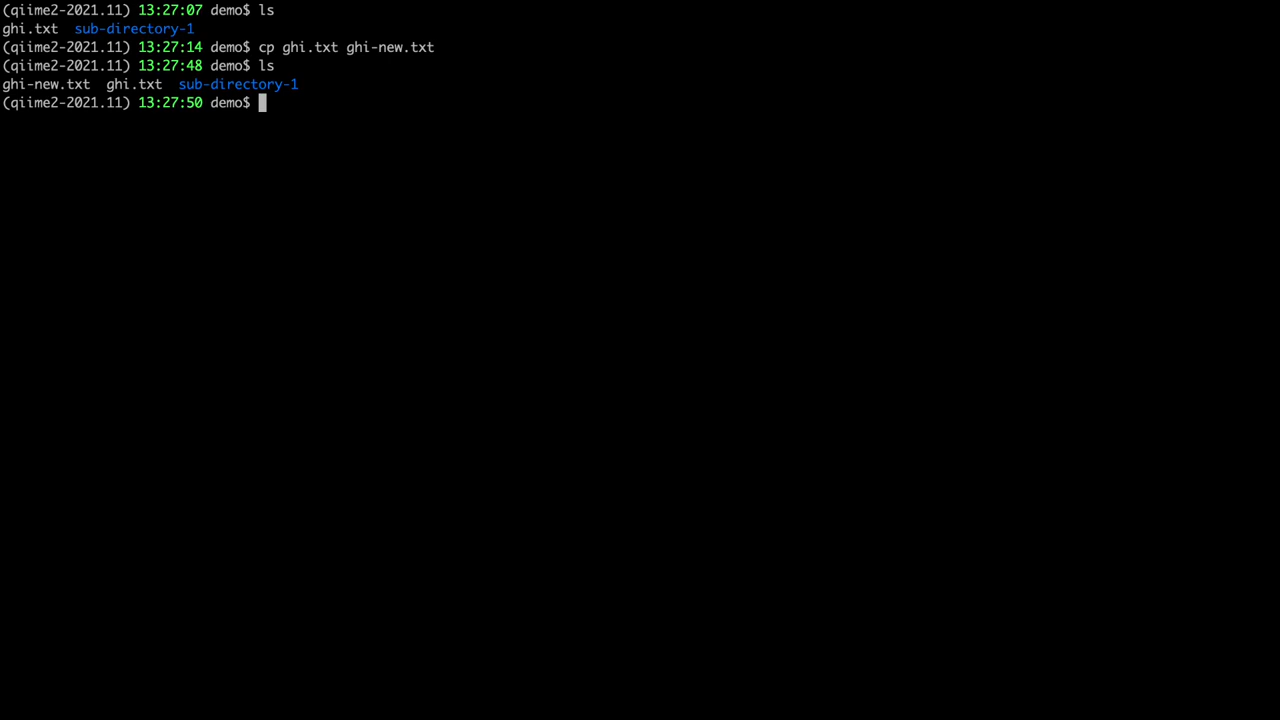 (qiime2-2021.11) 13:27:07 demo$ ls
ghi.txt  sub-directory-1
(qiime2-2021.11) 13:27:14 demo$ cp ghi.txt ghi-new.txt
(qiime2-2021.11) 13:27:48 demo$ ls
ghi-new.txt  ghi.txt  sub-directory-1
(qiime2-2021.11) 13:27:50 demo$